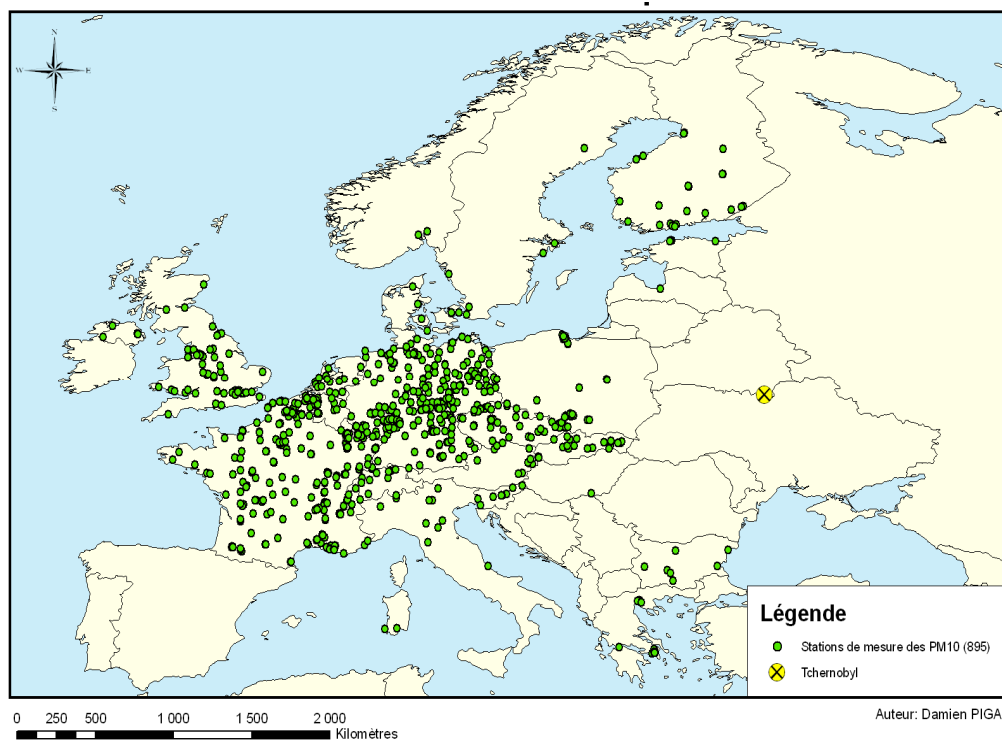 N
W E
S
Légende
Stations de mesure des PM10 (895)
Tchernobyl
Auteur: Damien PIGA
0 250 500 1 000 1 500 2 000
Kilomètres